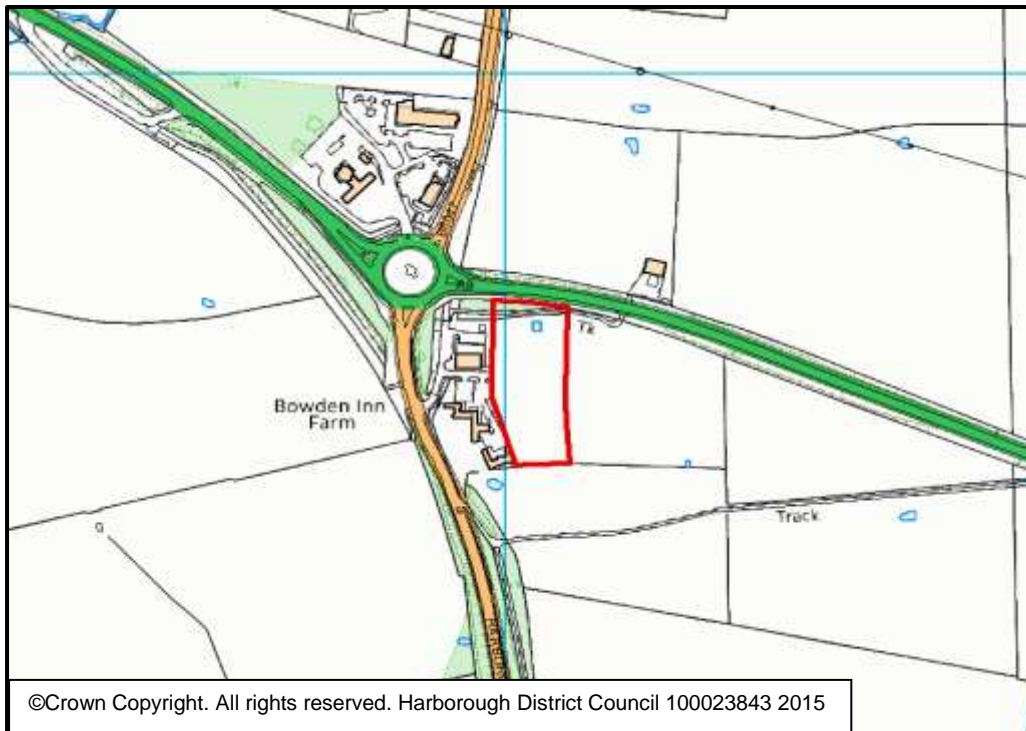 Bowden Inn
Farm
Tk
Track
©Crown Copyright. All rights reserved. Harborough District Council 100023843 2015